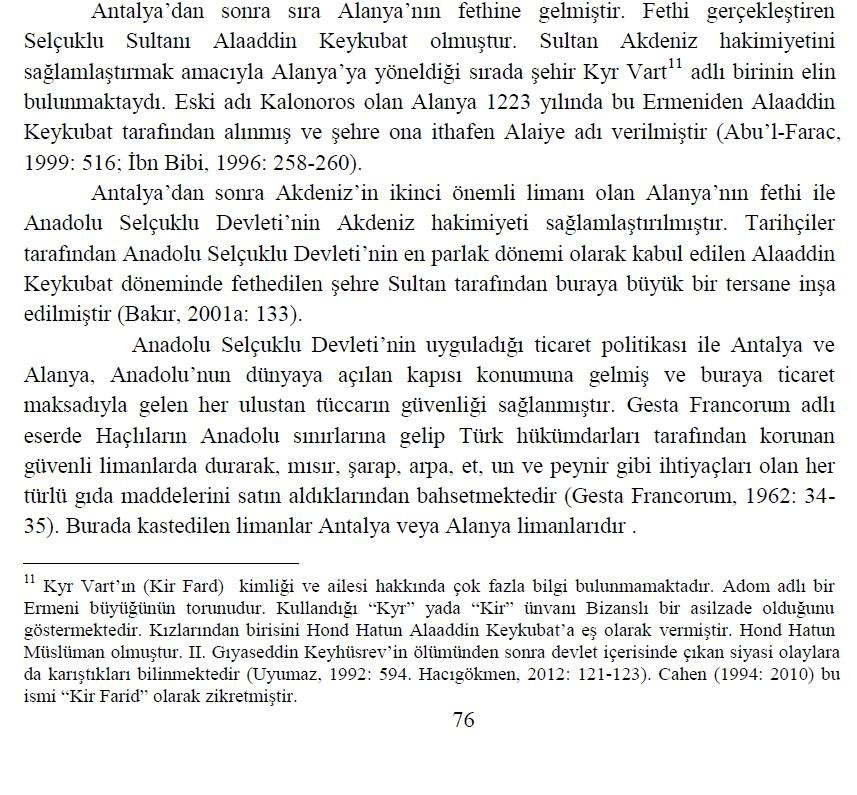 Antalya’dan sonra sıra Alanya’nın fethine gelmiştir. Fethi gerçekleştiren
Selçuklu Sultanı Alaaddin Keykubat olmuştur. Sultan Akdeniz hakimiyetini
sağlamlaştırmak amacıyla Alanya’ya yöneldiği sırada şehir Kyr Vart11 adlı birinin elin
bulunmaktaydı. Eski adı Kalonoros olan Alanya 1223 yılında bu Ermeniden Alaaddin
Keykubat tarafından alınmış ve şehre ona ithafen Alaiye adı verilmiştir (Abu’l-Farac,
1999: 516; İbn Bibi, 1996: 258-260).
Antalya’dan sonra Akdeniz’in ikinci önemli limanı olan Alanya’nın fethi ile
Anadolu Selçuklu Devleti’nin Akdeniz hakimiyeti sağlamlaştırılmıştır. Tarihçiler
tarafından Anadolu Selçuklu Devleti’nin en parlak dönemi olarak kabul edilen Alaaddin
Keykubat döneminde fethedilen şehre Sultan tarafından buraya büyük bir tersane inşa
edilmiştir (Bakır, 2001a: 133).
Anadolu Selçuklu Devleti’nin uyguladığı ticaret politikası ile Antalya ve
Alanya, Anadolu’nun dünyaya açılan kapısı konumuna gelmiş ve buraya ticaret
maksadıyla gelen her ulustan tüccarın güvenliği sağlanmıştır. Gesta Francorum adlı
eserde Haçlıların Anadolu sınırlarına gelip Türk hükümdarları tarafından korunan
güvenli limanlarda durarak, mısır, şarap, arpa, et, un ve peynir gibi ihtiyaçları olan her
türlü gıda maddelerini satın aldıklarından bahsetmektedir (Gesta Francorum, 1962: 34-
35). Burada kastedilen limanlar Antalya veya Alanya limanlarıdır .
11 Kyr Vart’ın (Kir Fard) kimliği ve ailesi hakkında çok fazla bilgi bulunmamaktadır. Adom adlı bir
Ermeni büyüğünün torunudur. Kullandığı “Kyr” yada “Kir” ünvanı Bizanslı bir asilzade olduğunu
göstermektedir. Kızlarından birisini Hond Hatun Alaaddin Keykubat’a eş olarak vermiştir. Hond Hatun
Müslüman olmuştur. II. Gıyaseddin Keyhüsrev’in ölümünden sonra devlet içerisinde çıkan siyasi olaylara
da karıştıkları bilinmektedir (Uyumaz, 1992: 594. Hacıgökmen, 2012: 121-123). Cahen (1994: 2010) bu
ismi “Kir Farid” olarak zikretmiştir.
76